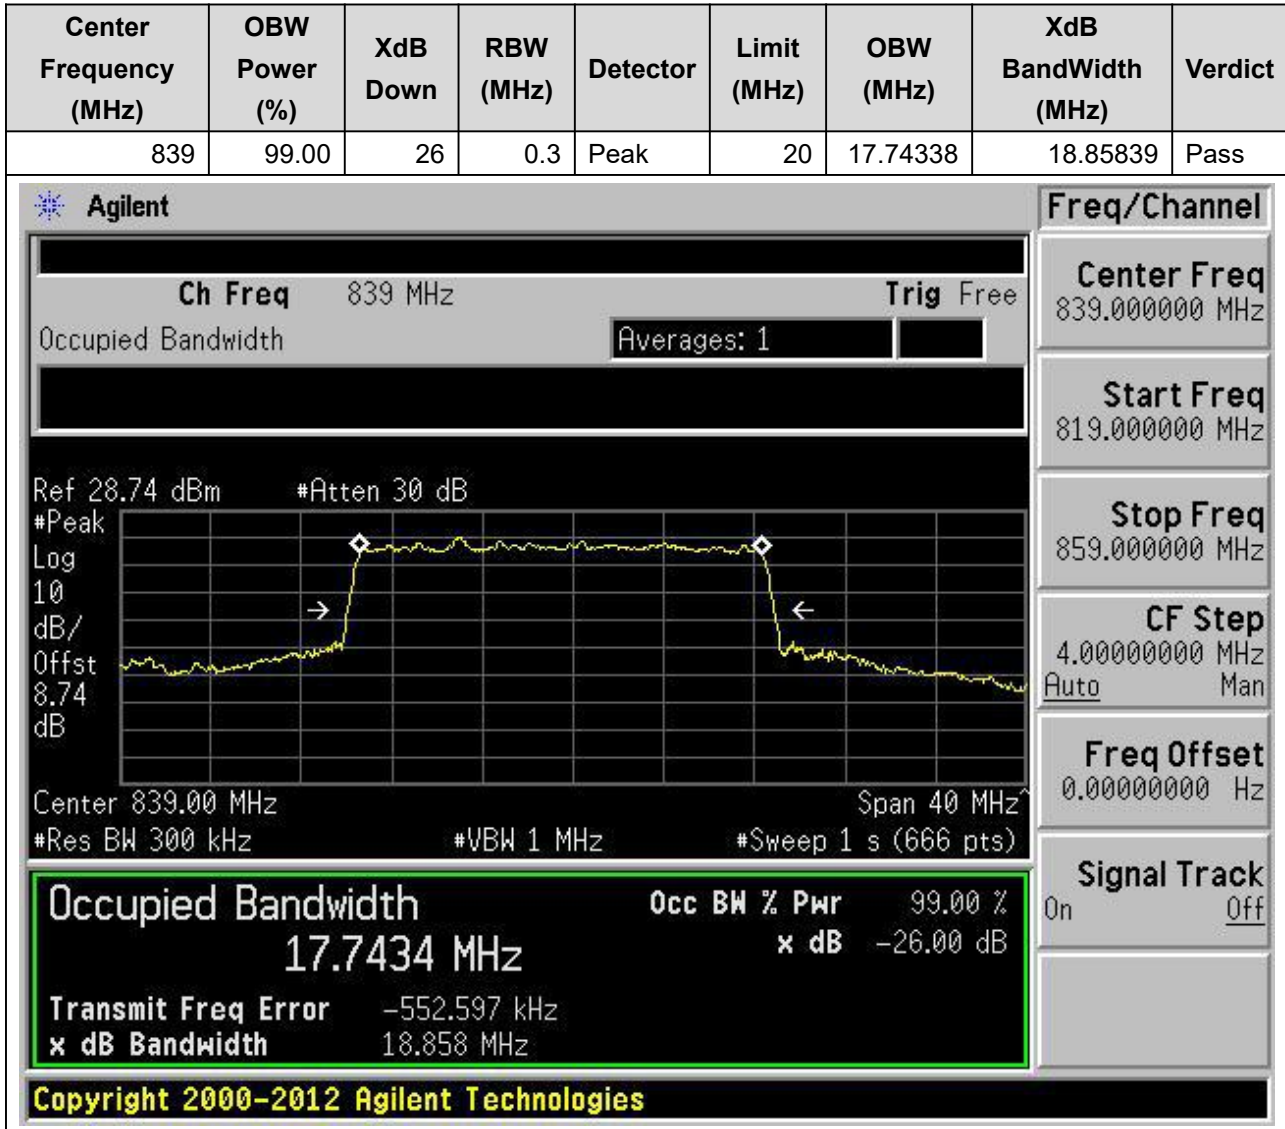 Center Frequency (MHz) OBW Power (%) XdB Down RBW (MHz) Detector Limit (MHz) OBW (MHz) XdB BandWidth (MHz) Verdict
839 99.00 26 0.3 Peak 20 17.74338 18.85839 Pass
Agilent
Ch Freq 839 MHz Trig Free
Occupied Bandwidth Averages: 1
Ref 28.74 dBm #Atten 30 dB
#Peak
Log
10
dB/
Offst
8.74
dB
Center 839.00 MHz Span 40 MHz^
#Res BW 300 kHz #VBW 1 MHz #Sweep 1 s (666 pts)
Occupied Bandwidth Occ BW % Pwr 99.00 %
17.7434 MHz x dB -26.00 dB
Transmit Freq Error -552.597 kHz
x dB Bandwidth 18.858 MHz
Copyright 2000-2012 Agilent Technologies
Freq/Channel
Center Freq
839.000000 MHz
Start Freq
819.000000 MHz
Stop Freq
859.000000 MHz
CF Step
4.00000000 MHz
Auto Man
Freq Offset
0.00000000 Hz
Signal Track
On Off